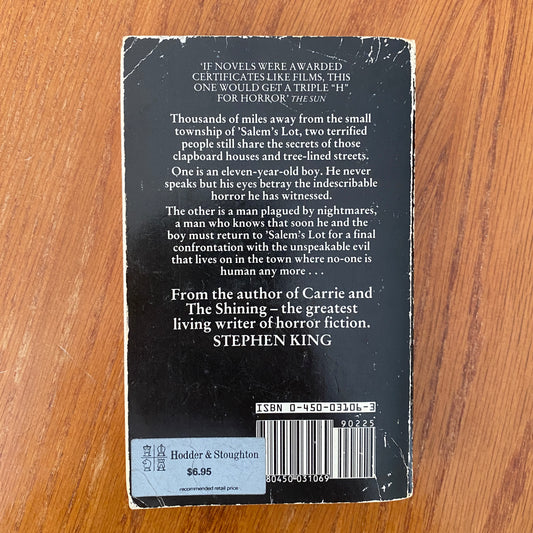 'IF NOVELS WERE AWARDED
CERTIFICATES LIKE FILMS, THIS
ONE WOULD GET A TRIPLE "H"
FOR HORROR' THE SUN
Thousands of miles away from the small
township of 'Salem's Lot, two terrified
people still share the secrets of those
clapboard houses and tree-lined streets.
One is an eleven-year-old boy. He never
speaks but his eyes betray the indescribable
horror he has witnessed.
The other is a man plagued by nightmares,
a man who knows that soon he and the
boy must return to 'Salem's Lot for a final
confrontation with the unspeakable evil
that lives on in the town where no-one is
human any more . . .
From the author of Carrie and
The Shining – the greatest
living writer of horror fiction.
STEPHEN KING
ISBN 0-450-03106-3
90225
80450 031069
Hodder & Stoughton
$6.95
recommended retail price